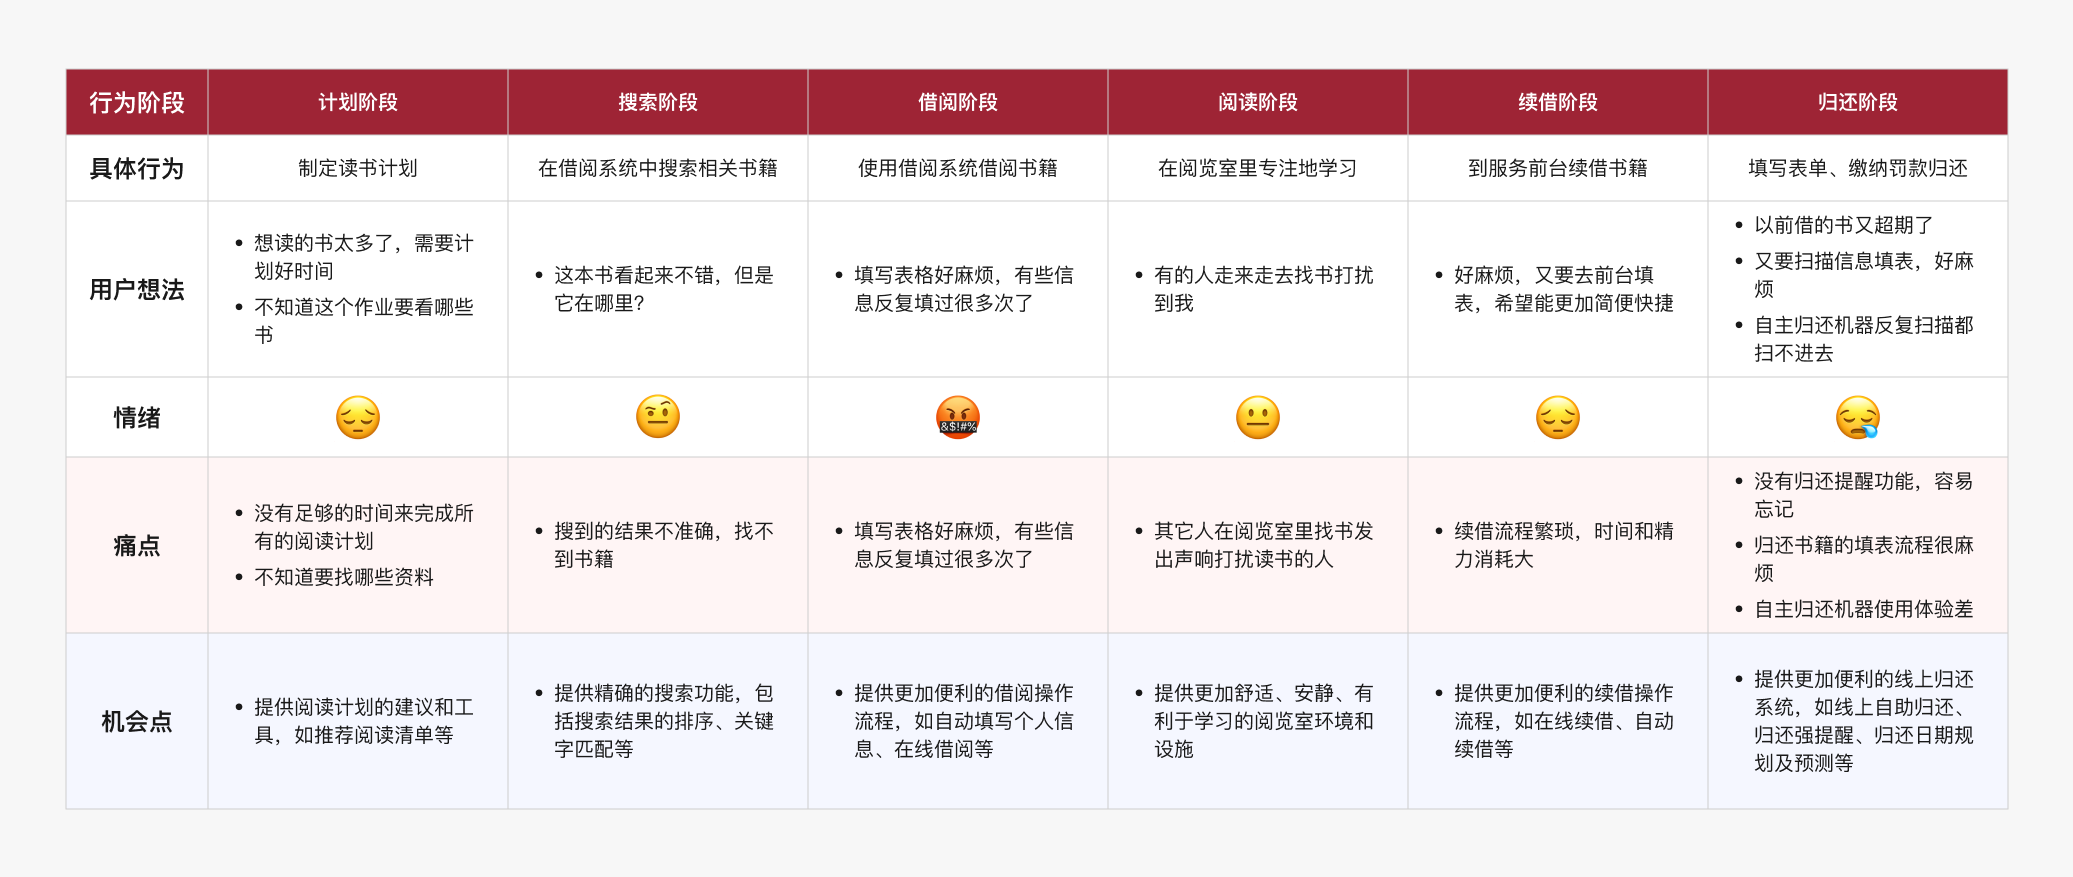 行为阶段
计划阶段
搜索阶段
借阅阶段
阅读阶段
续借阶段
归还阶段
具体行为
制定读书计划
在借阅系统中搜索相关书籍
使用借阅系统借阅书籍
在阅览室里专注地学习
到服务前台续借书籍
填写表单、缴纳罚款归还
用户想法
• 想读的书太多了，需要计
划好时间
• 不知道这个作业要看哪些
书
• 这本书看起来不错，但是
它在哪里？
• 填写表格好麻烦，有些信
息反复填过很多次了
• 有的人走来走去找书打扰
到我
• 好麻烦，又要去前台填
表，希望能更加简便快捷
• 以前借的书又超期了
• 又要扫描信息填表，好麻
烦
• 自主归还机器反复扫描都
扫不进去
情绪
&$!#%
痛点
• 没有足够的时间来完成所
有的阅读计划
• 不知道要找哪些资料
• 搜到的结果不准确，找不
到书籍
• 填写表格好麻烦，有些信
息反复填过很多次了
• 其它人在阅览室里找书发
出声响打扰读书的人
• 续借流程繁琐，时间和精
力消耗大
• 没有归还提醒功能，容易
忘记
• 归还书籍的填表流程很麻
烦
• 自主归还机器使用体验差
机会点
• 提供阅读计划的建议和工
具，如推荐阅读清单等
• 提供精确的搜索功能，包
括搜索结果的排序、关键
字匹配等
• 提供更加便利的借阅操作
流程，如自动填写个人信
息、在线借阅等
• 提供更加舒适、安静、有
利于学习的阅览室环境和
设施
• 提供更加便利的续借操作
流程，如在线续借、自动
续借等
• 提供更加便利的线上归还
系统，如线上自助归还、
归还强提醒、归还日期规
划及预测等